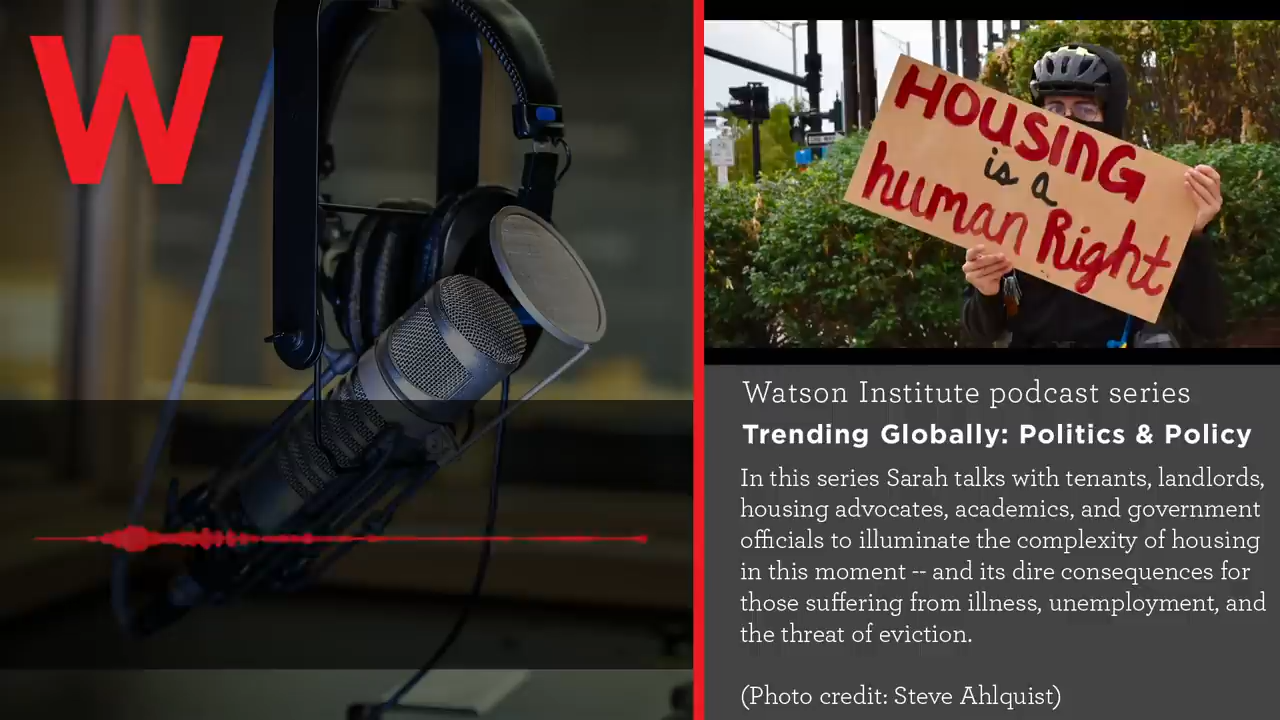 W
HOUSING
is a
human Right
Watson Institute podcast series
Trending Globally: Politics & Policy
In this series Sarah talks with tenants, landlords,
housing advocates, academics, and government
officials to illuminate the complexity of housing
in this moment -- and its dire consequences for
those suffering from illness, unemployment, and
the threat of eviction.
(Photo credit: Steve Ahlquist)